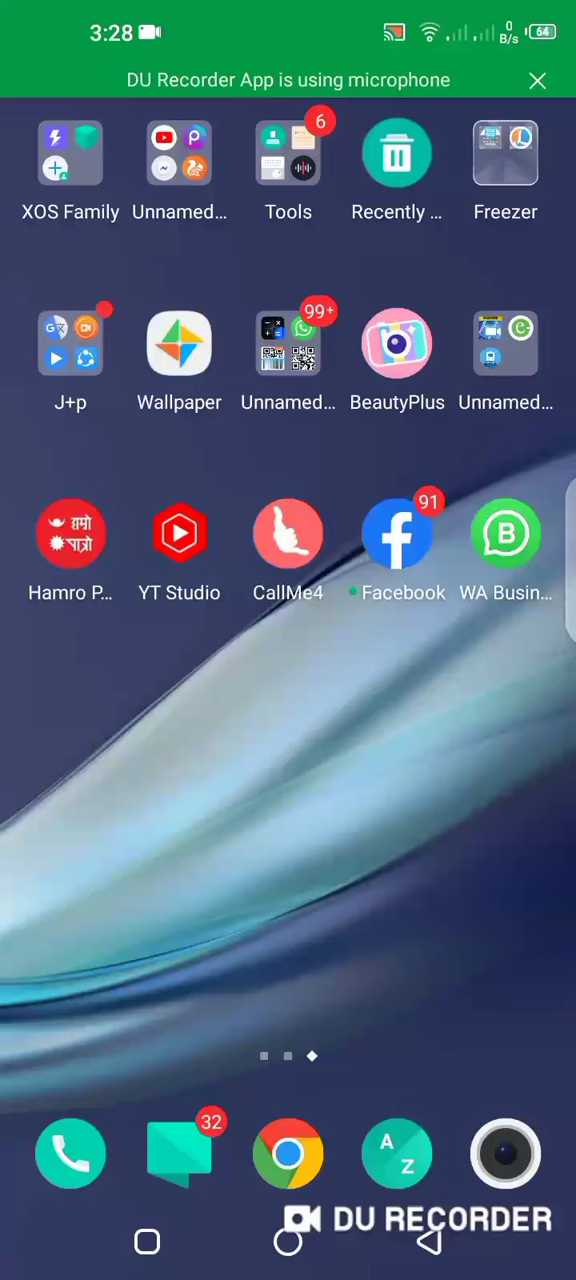 3:28
0
B/s
64
DU Recorder App is using microphone
6
XOS Family
Unnamed...
Tools
Recently ...
Freezer
99+
J+p
Wallpaper
Unnamed...
BeautyPlus
Unnamed...
हाम्रो
पात्रो
91
B
Hamro P...
YT Studio
CallMe4
Facebook
WA Busin...
32
A
Z
DU RECORDER